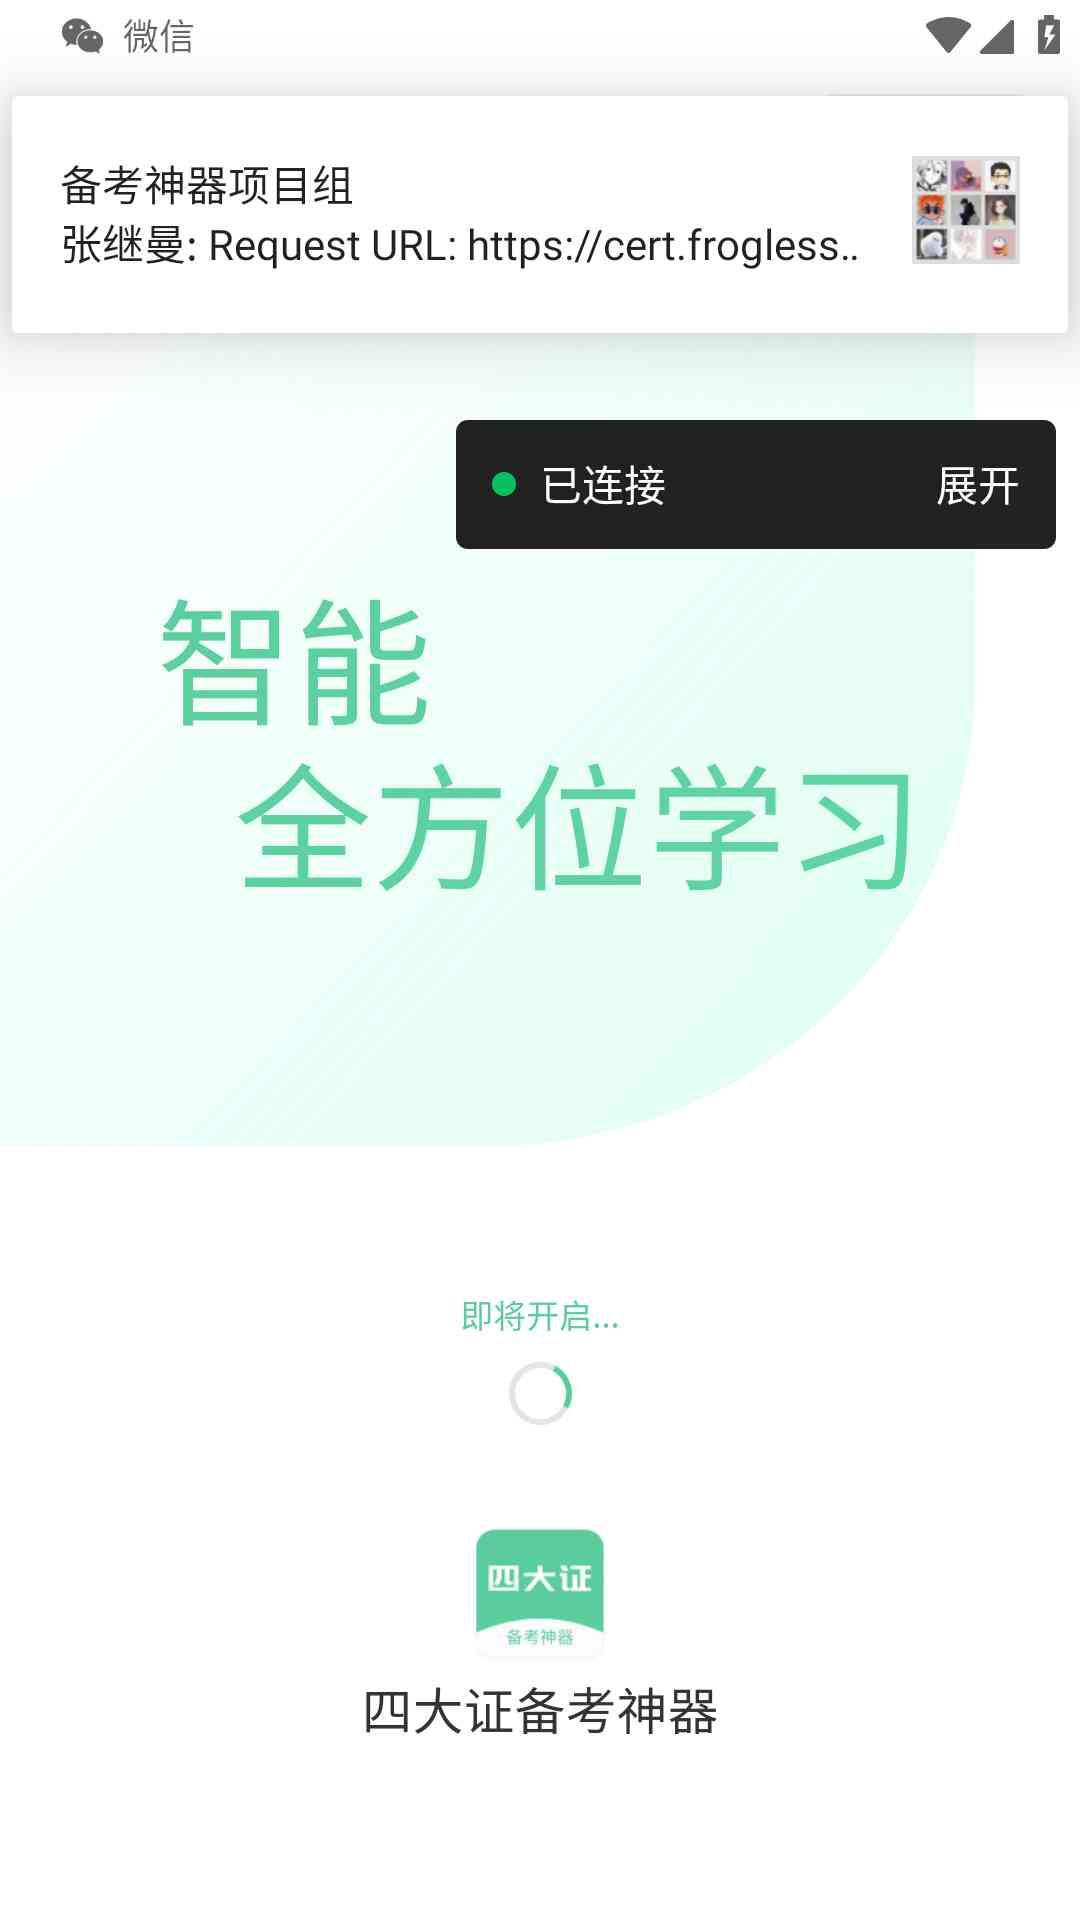 微信
备考神器项目组
张继曼: Request URL: https://cert.frogless..
已连接 展开
智能
全方位学习
即将开启...
四大证
备考神器
四大证备考神器